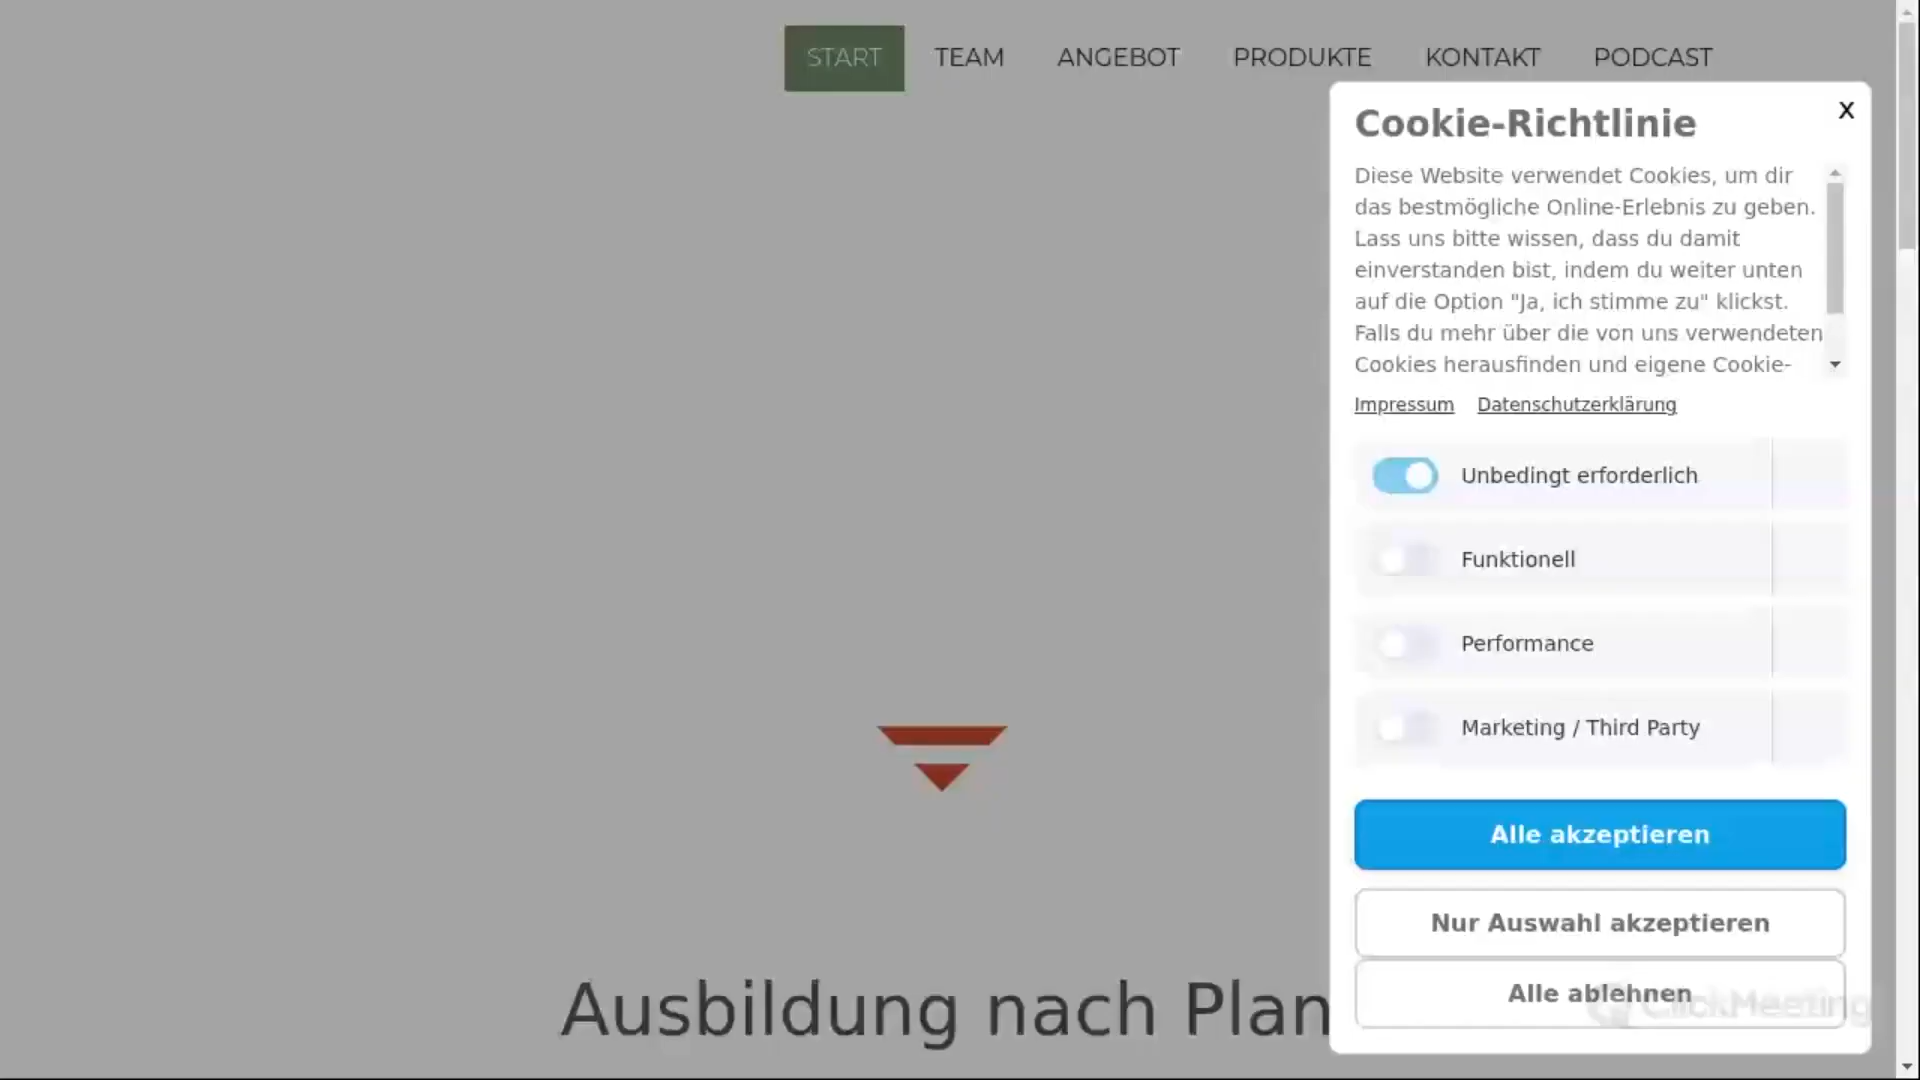 START TEAM ANGEBOT PRODUKTE KONTAKT PODCAST
Cookie-Richtlinie
X
Diese Website verwendet Cookies, um dir
das bestmögliche Online-Erlebnis zu geben.
Lass uns bitte wissen, dass du damit
einverstanden bist, indem du weiter unten
auf die Option "Ja, ich stimme zu" klickst.
Falls du mehr über die von uns verwendeten
Cookies herausfinden und eigene Cookie-
Impressum Datenschutzerklärung
Unbedingt erforderlich
Funktionell
Performance
Marketing / Third Party
Alle akzeptieren
Nur Auswahl akzeptieren
Alle ablehnen
ClickMeeting
Ausbildung nach Plan